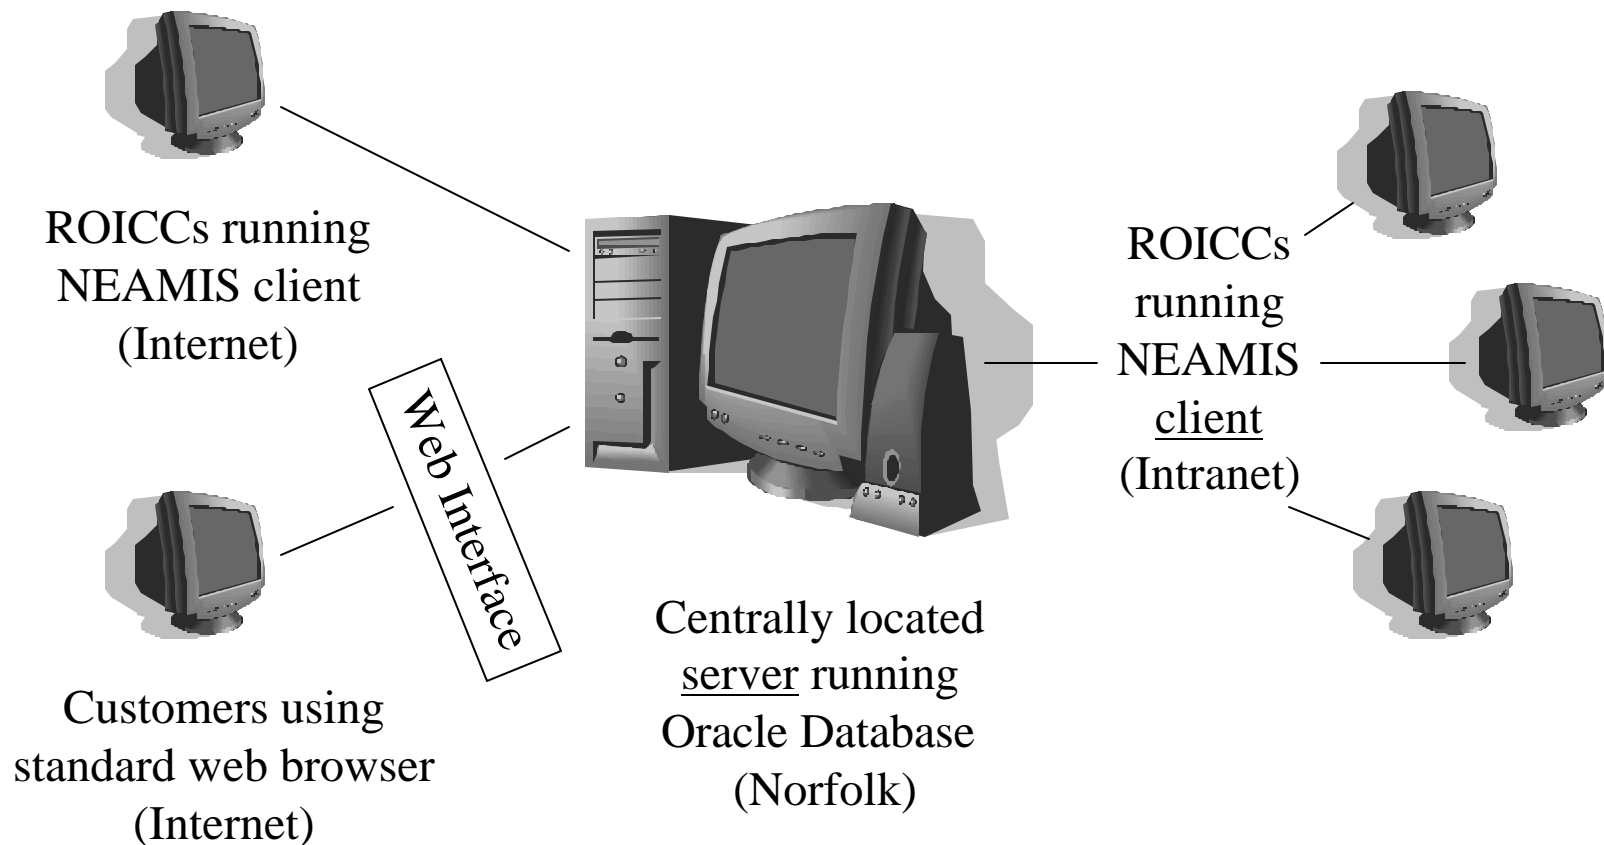 ROICCs running
NEAMIS client
(Internet)
Web Interface
Customers using
standard web browser
(Internet)
Centrally located
server running
Oracle Database
(Norfolk)
ROICCs
running
NEAMIS
client
(Intranet)